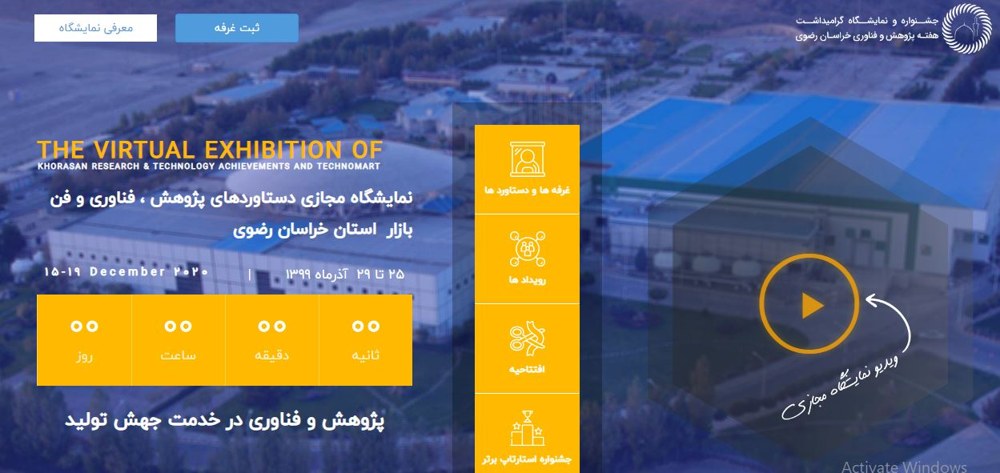 جشنواره و نمایشگاه گرامیداشت
هفته پژوهش و فناوری خراسان رضوی
ثبت غرفه
معرفی نمایشگاه
THE VIRTUAL EXHIBITION OF
KHORASAN RESEARCH & TECHNOLOGY ACHIEVEMENTS AND TECHNOMART
نمایشگاه مجازی دستاوردهای پژوهش ، فناوری و فن
بازار استان خراسان رضوی
۲۵ تا ۲۹ آذرماه ۱۳۹۹ | ۱۵-۱۹ December ۲۰۲۰
۰۰ ۰۰ ۰۰ ۰۰
روز ساعت دقیقه ثانیه
پژوهش و فناوری در خدمت جهش تولید
غرفه ها و دستاورد ها
رویداد ها
افتتاحیه
جشنواره استارتاپ برتر
ویدیو نمایشگاه مجازی
Activate Windows